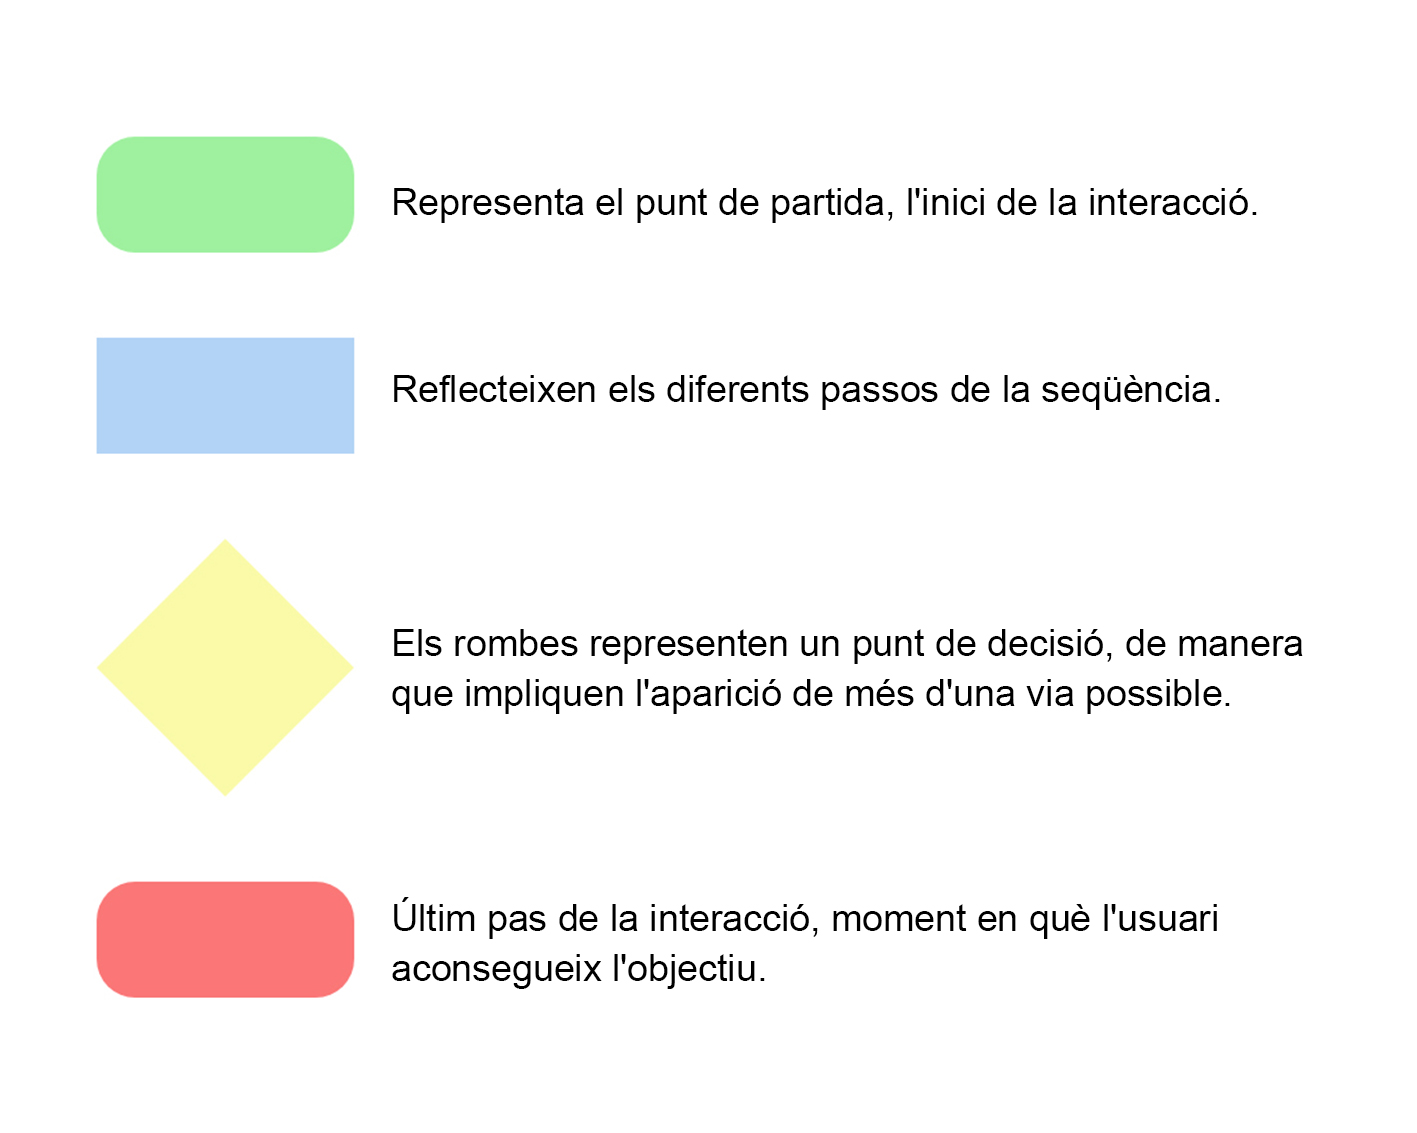 Representa el punt de partida, l'inici de la interacció.
Reflecteixen els diferents passos de la seqüència.
Els rombes representen un punt de decisió, de manera
que impliquen l'aparició de més d'una via possible.
Últim pas de la interacció, moment en què l'usuari
aconsegueix l'objectiu.